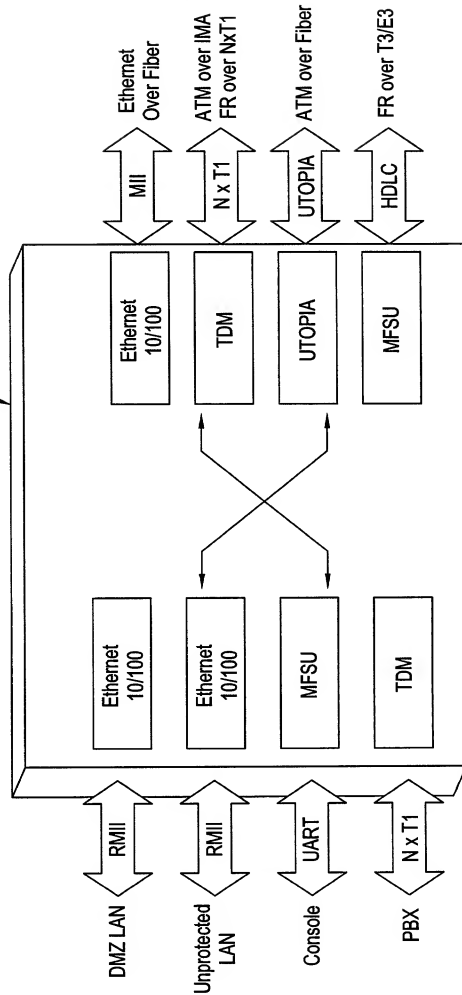 DMZ LAN
RMII
Ethernet
10/100
Unprotected
LAN
RMII
Ethernet
10/100
Console
UART
MFSU
PBX
N x T1
TDM
Ethernet
10/100
MII
Ethernet
Over Fiber
TDM
N x T1
ATM over IMA
FR over NxT1
UTOPIA
UTOPIA
ATM over Fiber
MFSU
HDLC
FR over T3/E3